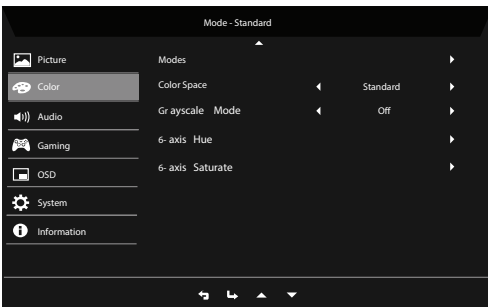 Mode - Standard
Picture
Color
Audio
Gaming
OSD
System
Information
Modes
Color Space Standard
Gr ayscale Mode Off
6- axis Hue
6- axis Saturate